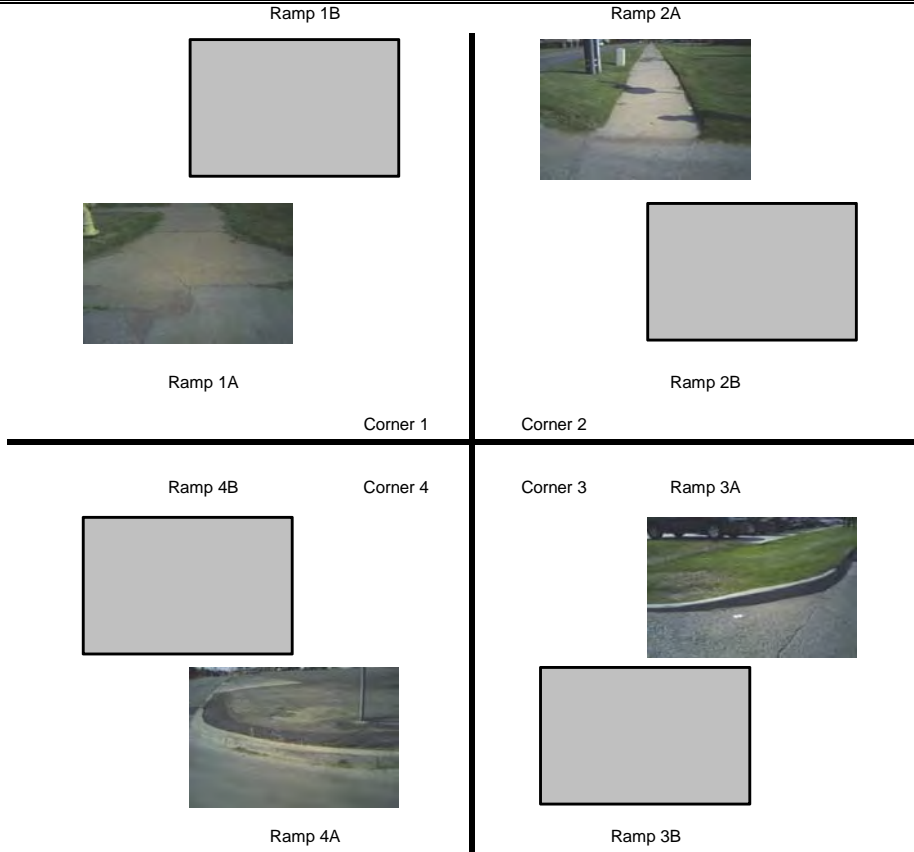 Ramp 1B
Ramp 2A
Ramp 1A
Ramp 2B
Corner 1
Corner 2
Ramp 4B
Corner 4
Corner 3
Ramp 3A
Ramp 4A
Ramp 3B